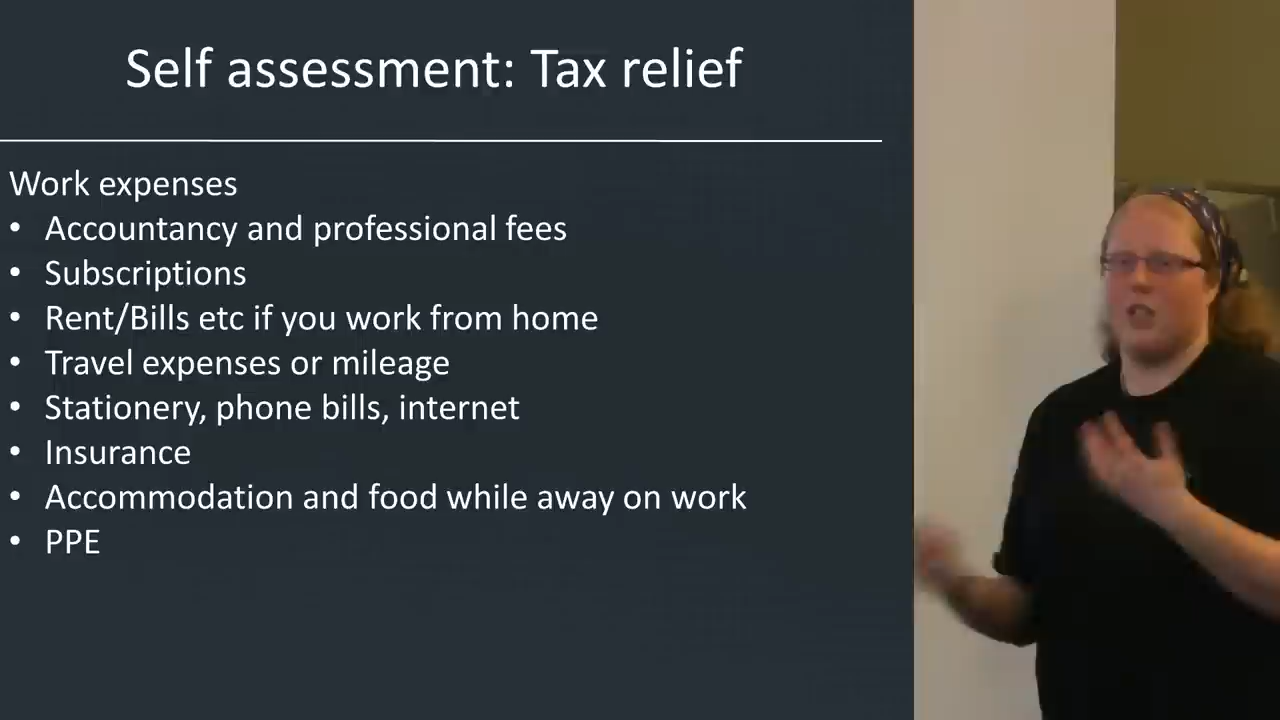 Self assessment: Tax relief
Work expenses
• Accountancy and professional fees
• Subscriptions
• Rent/Bills etc if you work from home
• Travel expenses or mileage
• Stationery, phone bills, internet
• Insurance
• Accommodation and food while away on work
• PPE